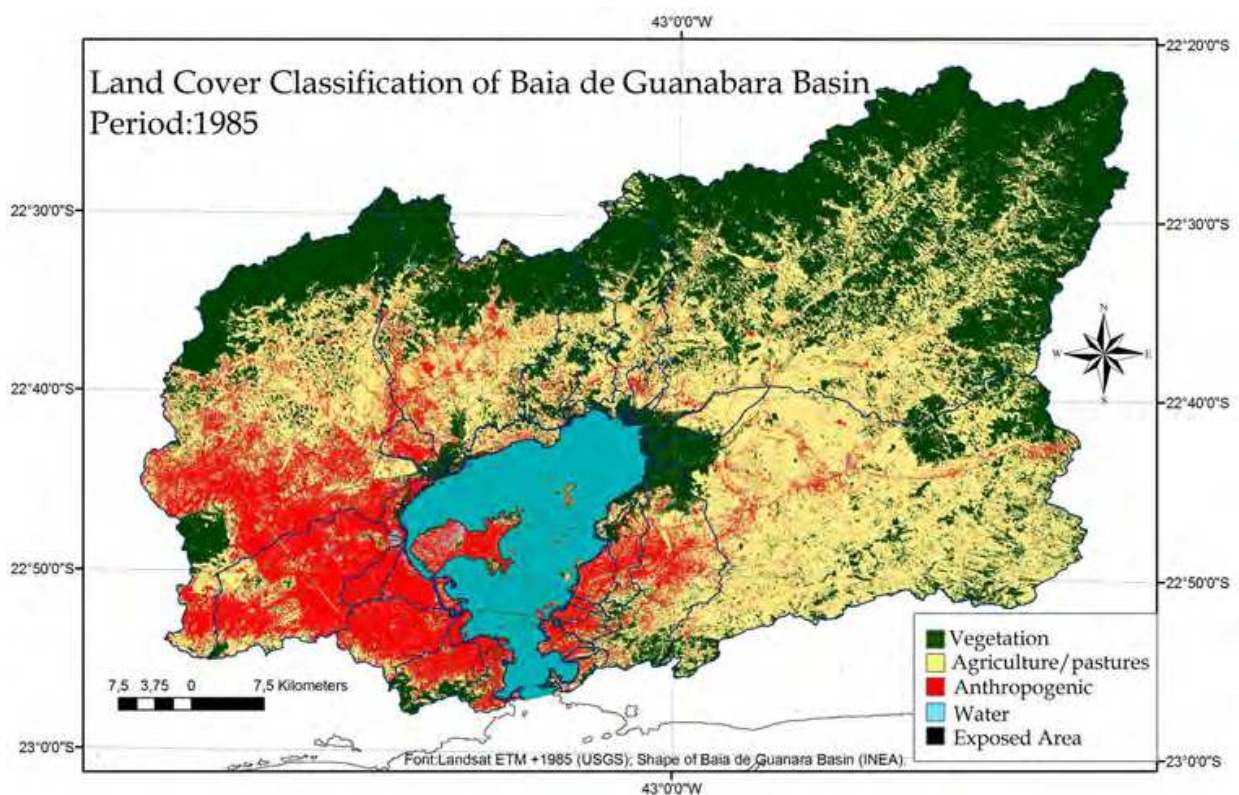 43°0'0"W
22°20'0"S
Land Cover Classification of Baia de Guanabara Basin
Period:1985
22°30'0"S
22°30'0"S
N
W
E
S
22°40'0"S
22°40'0"S
22°50'0"S
22°50'0"S
Vegetation
Agriculture/pastures
Anthropogenic
Water
Exposed Area
7,5 3,75 0 7,5 Kilometers
23°0'0"S
23°0'0"S
Font:Landsat ETM +1985 (USGS); Shape of Baia de Guanara Basin (INEA).
43°0'0"W